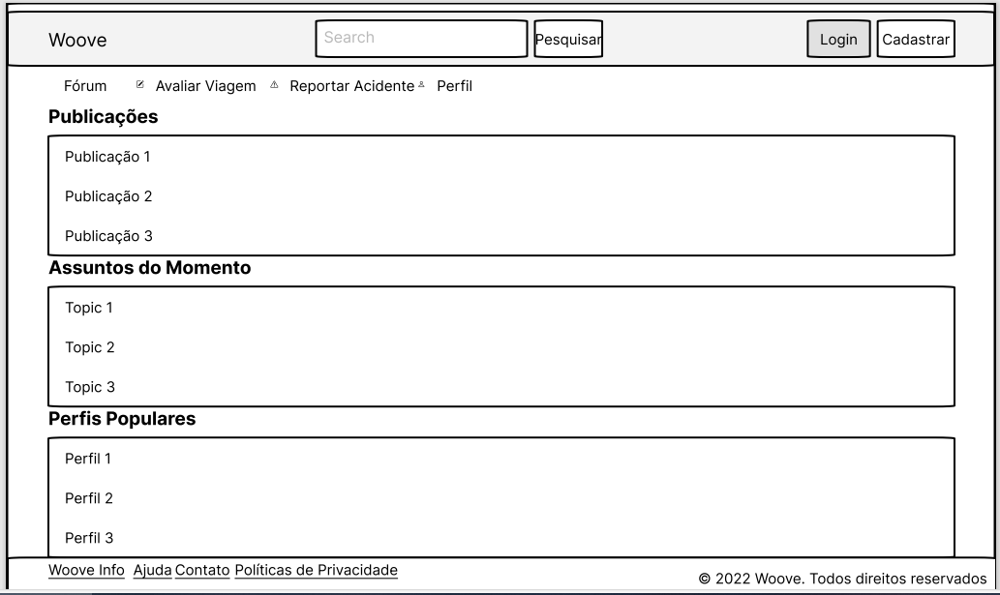 Woove Search Pesquisar Login Cadastrar
Fórum Avaliar Viagem Reportar Acidente Perfil
Publicações
Publicação 1
Publicação 2
Publicação 3
Assuntos do Momento
Topic 1
Topic 2
Topic 3
Perfis Populares
Perfil 1
Perfil 2
Perfil 3
Woove Info Ajuda Contato Políticas de Privacidade
© 2022 Woove. Todos direitos reservados